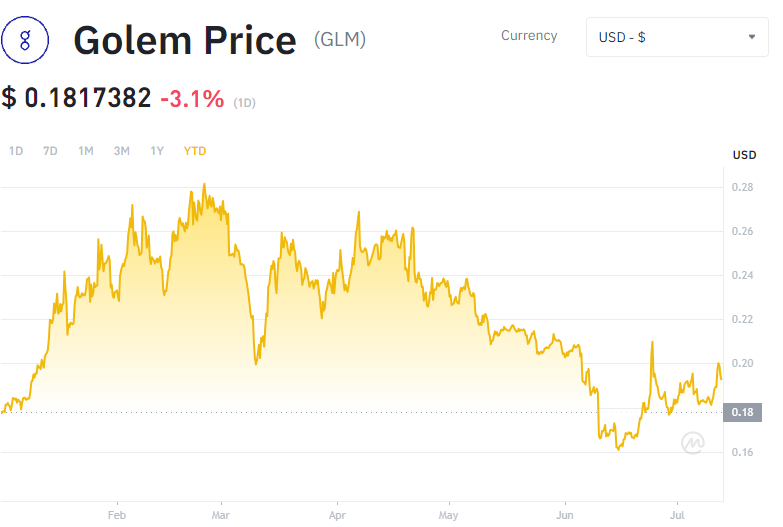 Golem Price (GLM)
Currency
USD - $
$ 0.1817382 -3.1% (1D)
1D 7D 1M 3M 1Y YTD
USD
0.28
0.26
0.24
0.22
0.20
0.18
0.16
Feb Mar Apr May Jun Jul